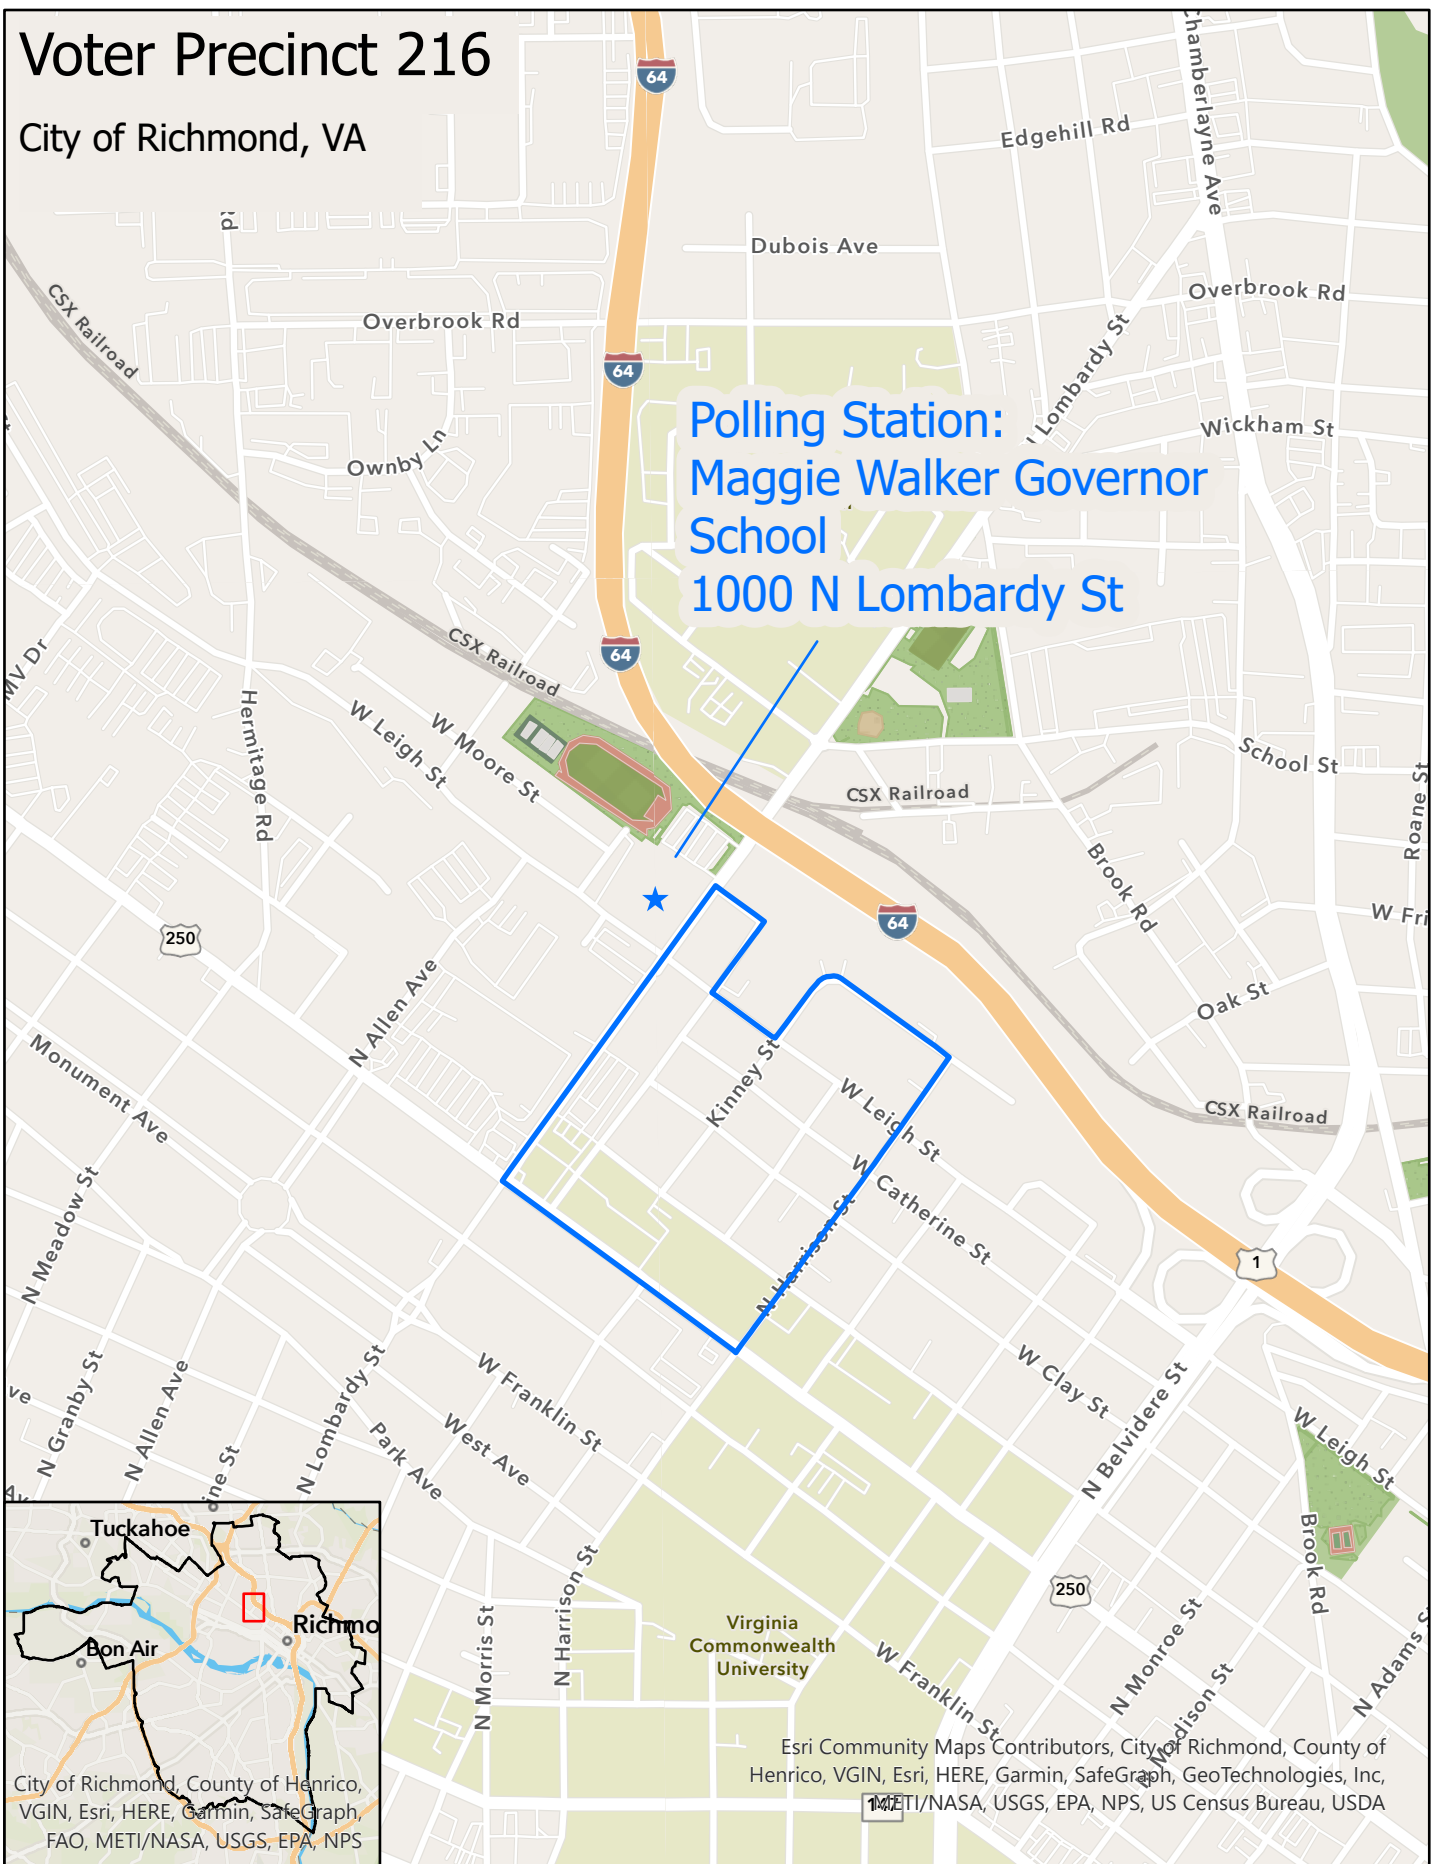 Voter Precinct 216
City of Richmond, VA
64
Chamberlayne Ave
Edgehill Rd
Rd
Dubois Ave
CSX Railroad
Overbrook Rd
Overbrook Rd
64
Lombardy St
Polling Station:
Maggie Walker Governor
School
1000 N Lombardy St
Wickham St
Ownby Ln
CSX Railroad
64
MV Dr
Hermitage Rd
W Leigh St
W Moore St
School St
CSX Railroad
Roane St
Brook Rd
W Fri
250
64
N Allen Ave
Oak St
Monument Ave
Kinney St
W Leigh St
CSX Railroad
N Meadow St
W Catherine St
N Harrison St
1
N Granby St
N Allen Ave
N Lombardy St
W Franklin St
W Clay St
N Belvidere St
West Ave
Park Ave
W Leigh St
ve
ine St
Brook Rd
Tuckahoe
Richmo
Bon Air
N Morris St
N Harrison St
250
Virginia
Commonwealth
University
W Franklin St
N Monroe St
N Madison St
N Adams S
City of Richmond, County of Henrico,
VGIN, Esri, HERE, Garmin, SafeGraph,
FAO, METI/NASA, USGS, EPA, NPS
Esri Community Maps Contributors, City of Richmond, County of
Henrico, VGIN, Esri, HERE, Garmin, SafeGraph, GeoTechnologies, Inc,
METI/NASA, USGS, EPA, NPS, US Census Bureau, USDA
147